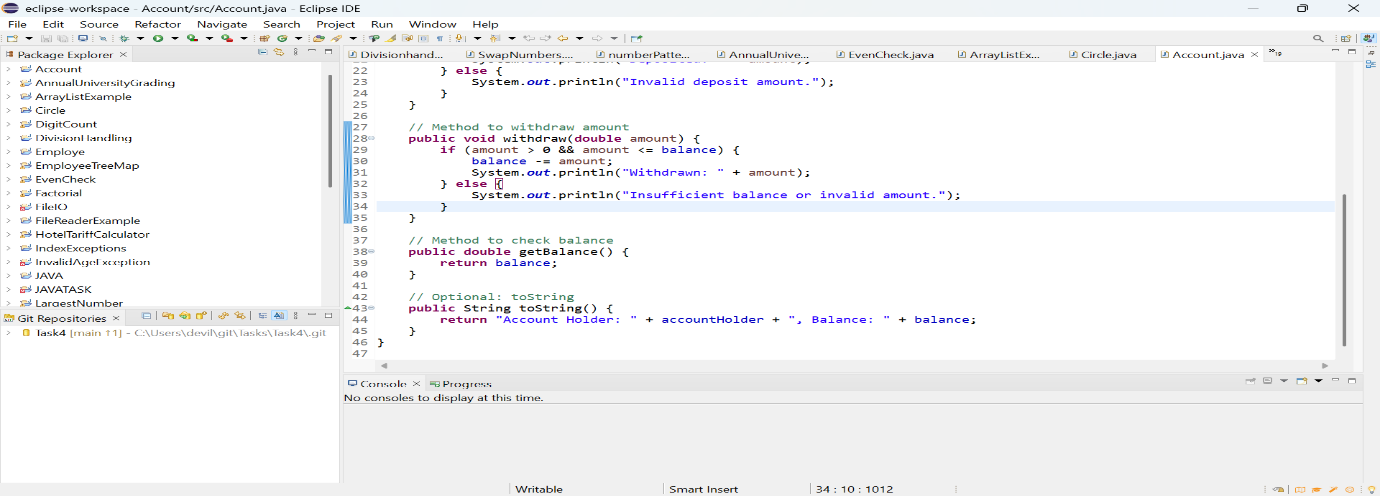 eclipse-workspace - Account/src/Account.java - Eclipse IDE
File Edit Source Refactor Navigate Search Project Run Window Help
Package Explorer
Account
AnnualUniversityGrading
ArrayListExample
Circle
DigitCount
DivisionHandling
Employe
EmployeeTreeMap
EvenCheck
Factorial
FileIO
FileReaderExample
HotelTariffCalculator
IndexExceptions
InvalidAgeException
JAVA
JAVATASK
LargestNumber
Git Repositories
Task4 [main ↑1] - C:\Users\devil\git\Tasks\Task4\.git
Divisionhand... SwapNumbers.... numberPatte... AnnualUnive... EvenCheck.java ArrayListEx... Circle.java Account.java »19
22 } else {
23 System.out.println("Invalid deposit amount.");
24 }
25 }
26
27 // Method to withdraw amount
28 public void withdraw(double amount) {
29 if (amount > 0 && amount <= balance) {
30 balance -= amount;
31 System.out.println("Withdrawn: " + amount);
32 } else {
33 System.out.println("Insufficient balance or invalid amount.");
34 }
35 }
36
37 // Method to check balance
38 public double getBalance() {
39 return balance;
40 }
41
42 // Optional: toString
43 public String toString() {
44 return "Account Holder: " + accountHolder + ", Balance: " + balance;
45 }
46 }
47
Console Progress
No consoles to display at this time.
Writable Smart Insert 34 : 10 : 1012